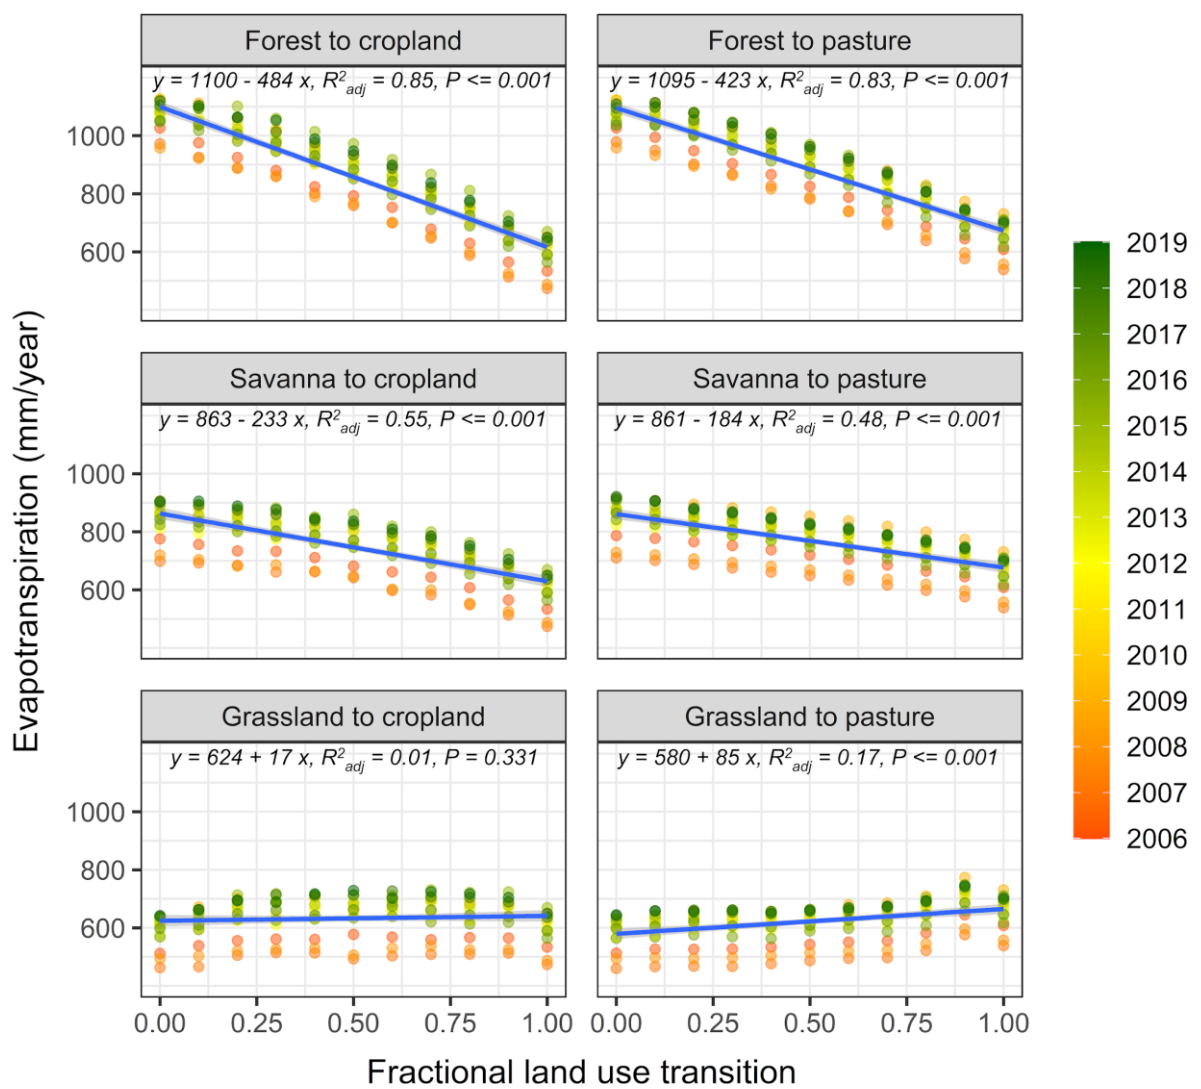 Forest to cropland
Forest to pasture
y = 1100 - 484 x, R²adj = 0.85, P <= 0.001
y = 1095 - 423 x, R²adj = 0.83, P <= 0.001
1000
800
600
Savanna to cropland
Savanna to pasture
y = 863 - 233 x, R²adj = 0.55, P <= 0.001
y = 861 - 184 x, R²adj = 0.48, P <= 0.001
1000
800
600
Grassland to cropland
Grassland to pasture
y = 624 + 17 x, R²adj = 0.01, P = 0.331
y = 580 + 85 x, R²adj = 0.17, P <= 0.001
1000
800
600
0.00 0.25 0.50 0.75 1.00
0.00 0.25 0.50 0.75 1.00
Fractional land use transition
Evapotranspiration (mm/year)
2019
2018
2017
2016
2015
2014
2013
2012
2011
2010
2009
2008
2007
2006